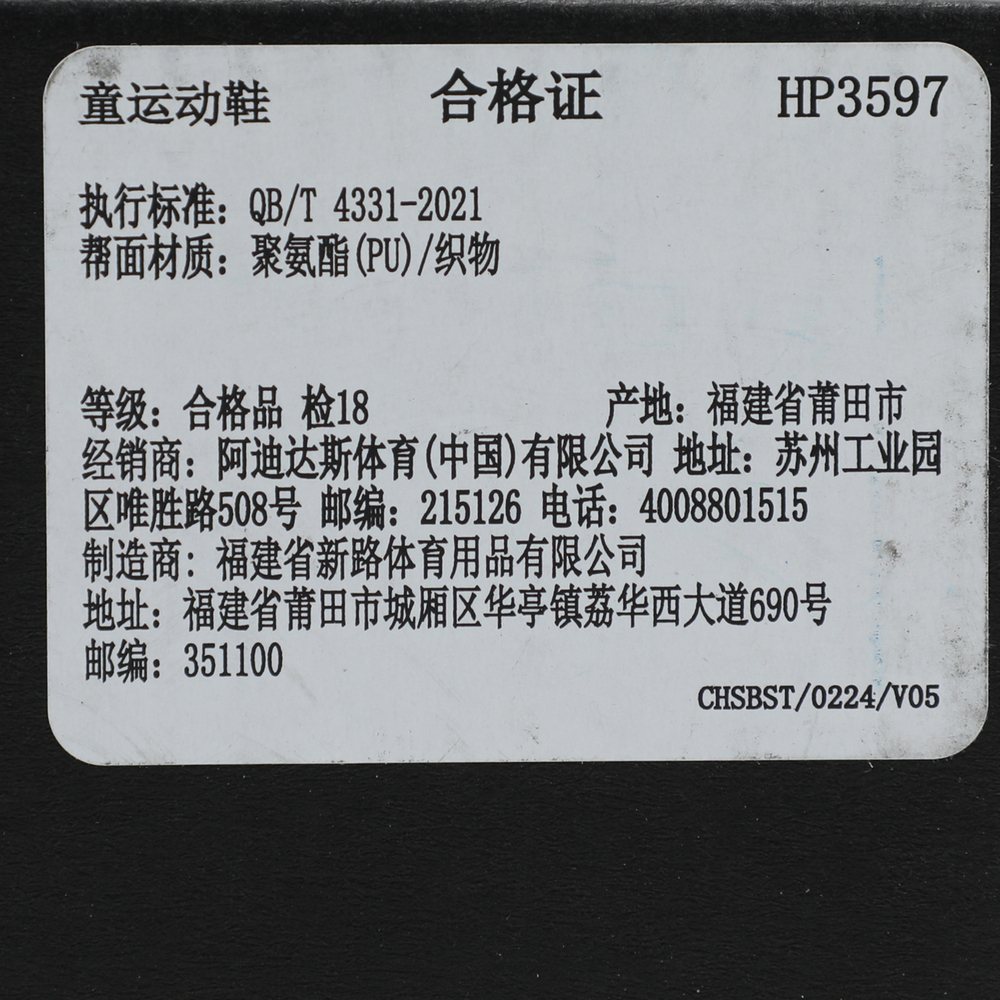 童运动鞋 合格证 HP3597
执行标准：QB/T 4331-2021
帮面材质：聚氨酯(PU)/织物
等级：合格品 检18 产地：福建省莆田市
经销商：阿迪达斯体育(中国)有限公司 地址：苏州工业园
区唯胜路508号 邮编：215126 电话：4008801515
制造商：福建省新路体育用品有限公司
地址：福建省莆田市城厢区华亭镇荔华西大道690号
邮编：351100
CHSBST/0224/V05